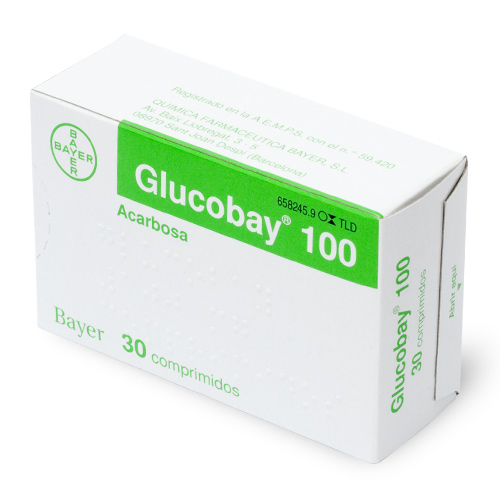 Registrado en la A.E.M.P.S. con el n.- 59.420
QUIMICA FARMACEUTICA BAYER, S.L.
Av. Baix Llobregat, 3 - 5
08970 Sant Joan Despí (Barcelona)
BAYER
BAYER
658245.9 TLD
Glucobay® 100
Acarbosa
Bayer
30 comprimidos
Glucobay® 100
30 comprimidos
Abrir aquí